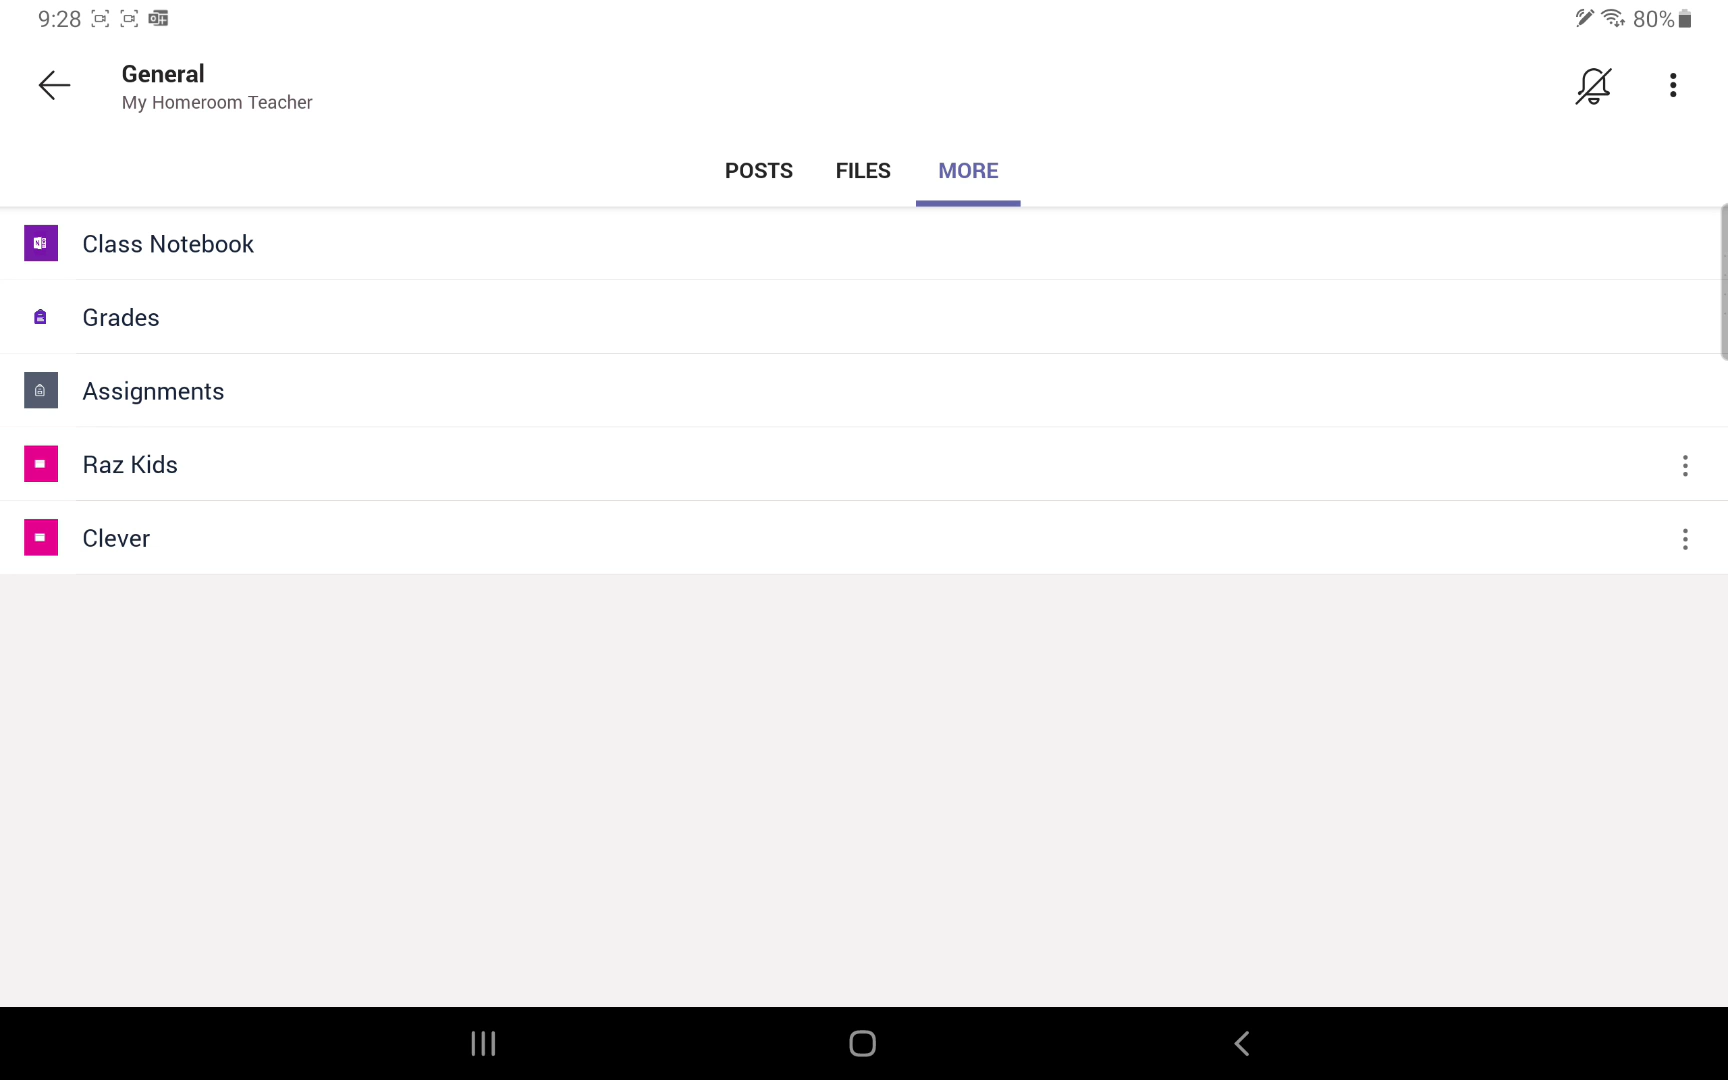 9:28
80%
General
My Homeroom Teacher
POSTS FILES MORE
Class Notebook
Grades
Assignments
Raz Kids
Clever